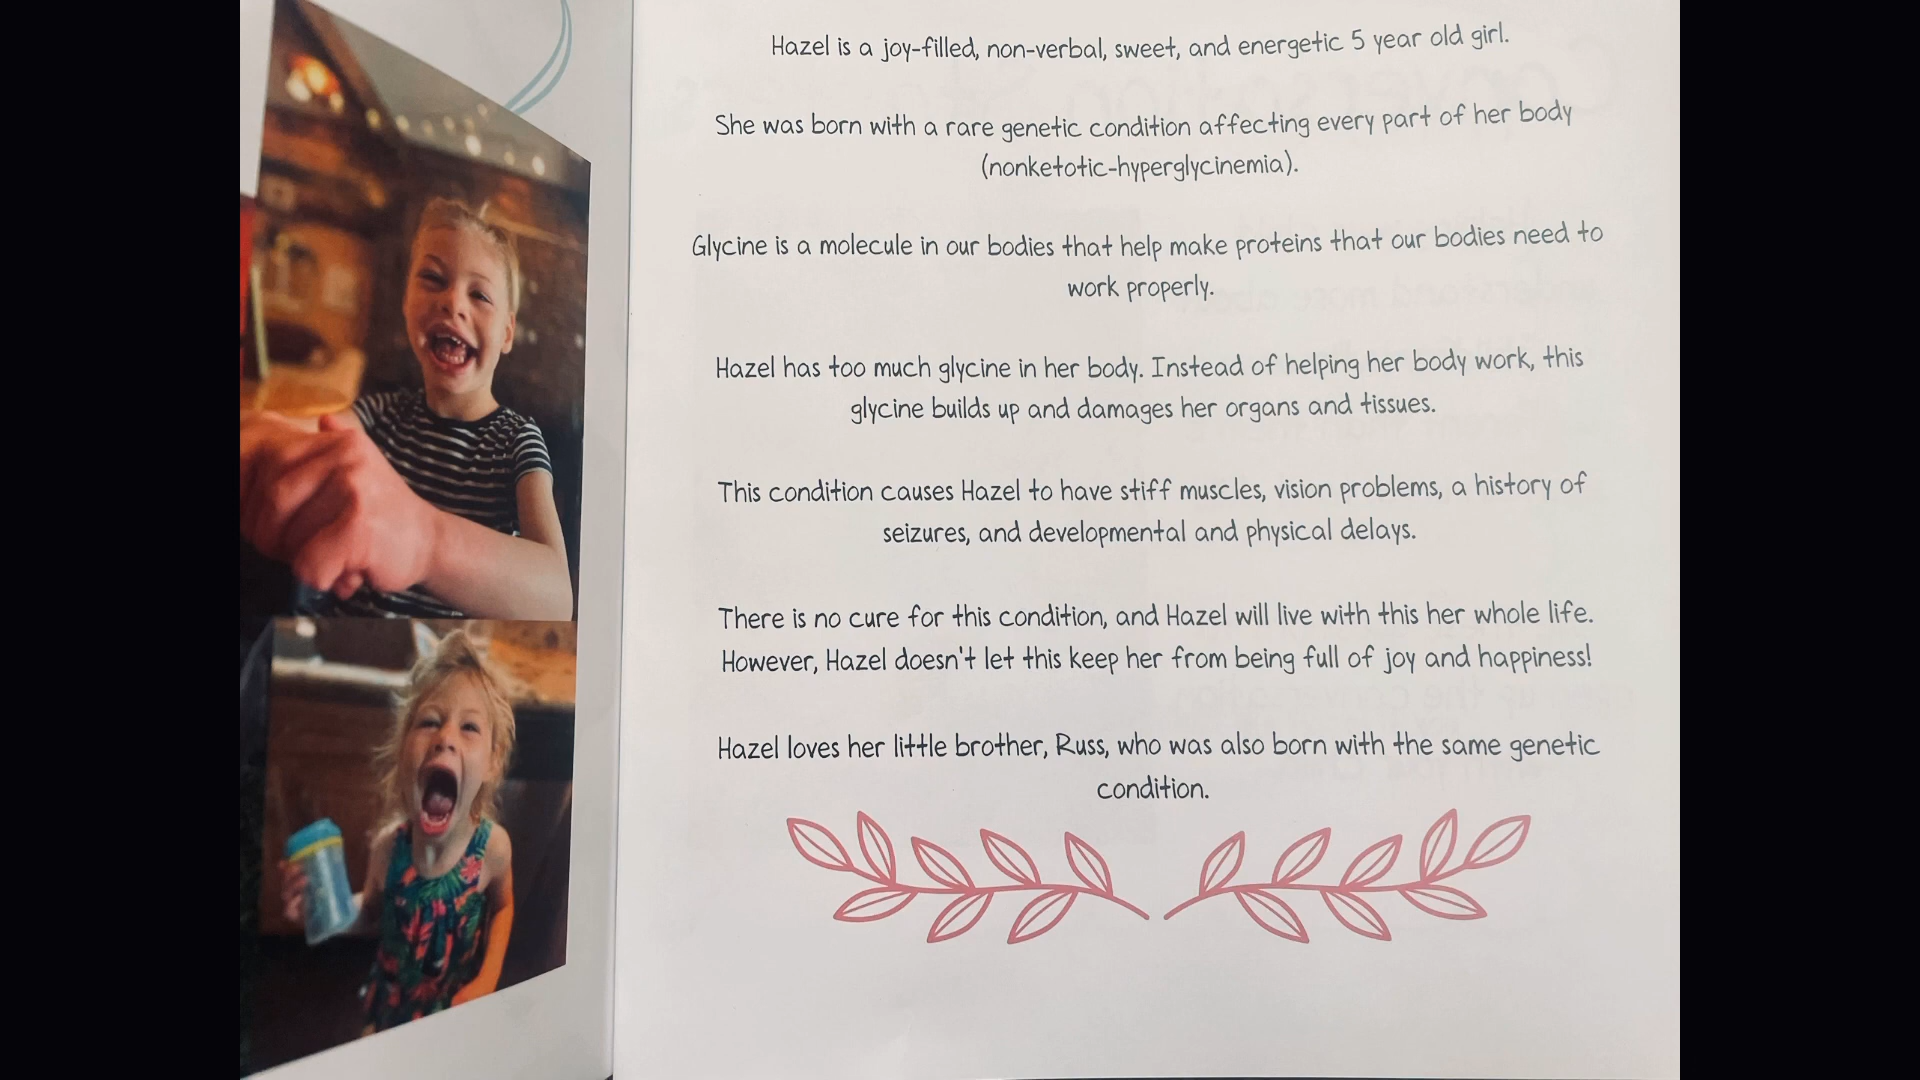 Hazel is a joy-filled, non-verbal, sweet, and energetic 5 year old girl.
She was born with a rare genetic condition affecting every part of her body
(nonketotic-hyperglycinemia).
Glycine is a molecule in our bodies that help make proteins that our bodies need to
work properly.
Hazel has too much glycine in her body. Instead of helping her body work, this
glycine builds up and damages her organs and tissues.
This condition causes Hazel to have stiff muscles, vision problems, a history of
seizures, and developmental and physical delays.
There is no cure for this condition, and Hazel will live with this her whole life.
However, Hazel doesn't let this keep her from being full of joy and happiness!
Hazel loves her little brother, Russ, who was also born with the same genetic
condition.